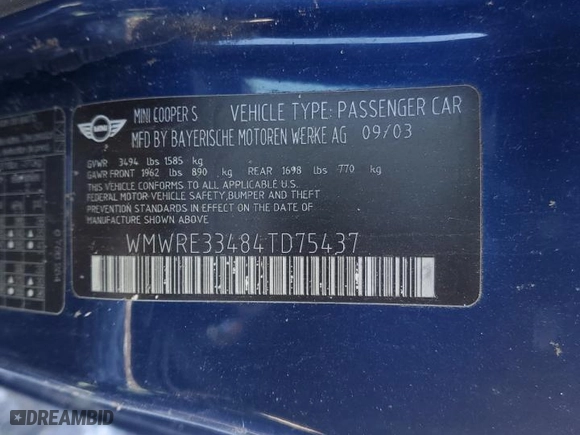 MINI
MINI COOPER S VEHICLE TYPE: PASSENGER CAR
MFD BY BAYERISCHE MOTOREN WERKE AG 09/03
GVWR 3494 lbs 1585 kg
GAWR FRONT 1962 lbs 890 kg REAR 1698 lbs 770 kg
THIS VEHICLE CONFORMS TO ALL APPLICABLE U.S.
FEDERAL MOTOR-VEHICLE SAFETY,BUMPER AND THEFT
PREVENTION STANDARDS IN EFFECT ON THE DATE OF
MANUFACTURE SHOWN ABOVE
WMWRE33484TD75437
DREAMBID